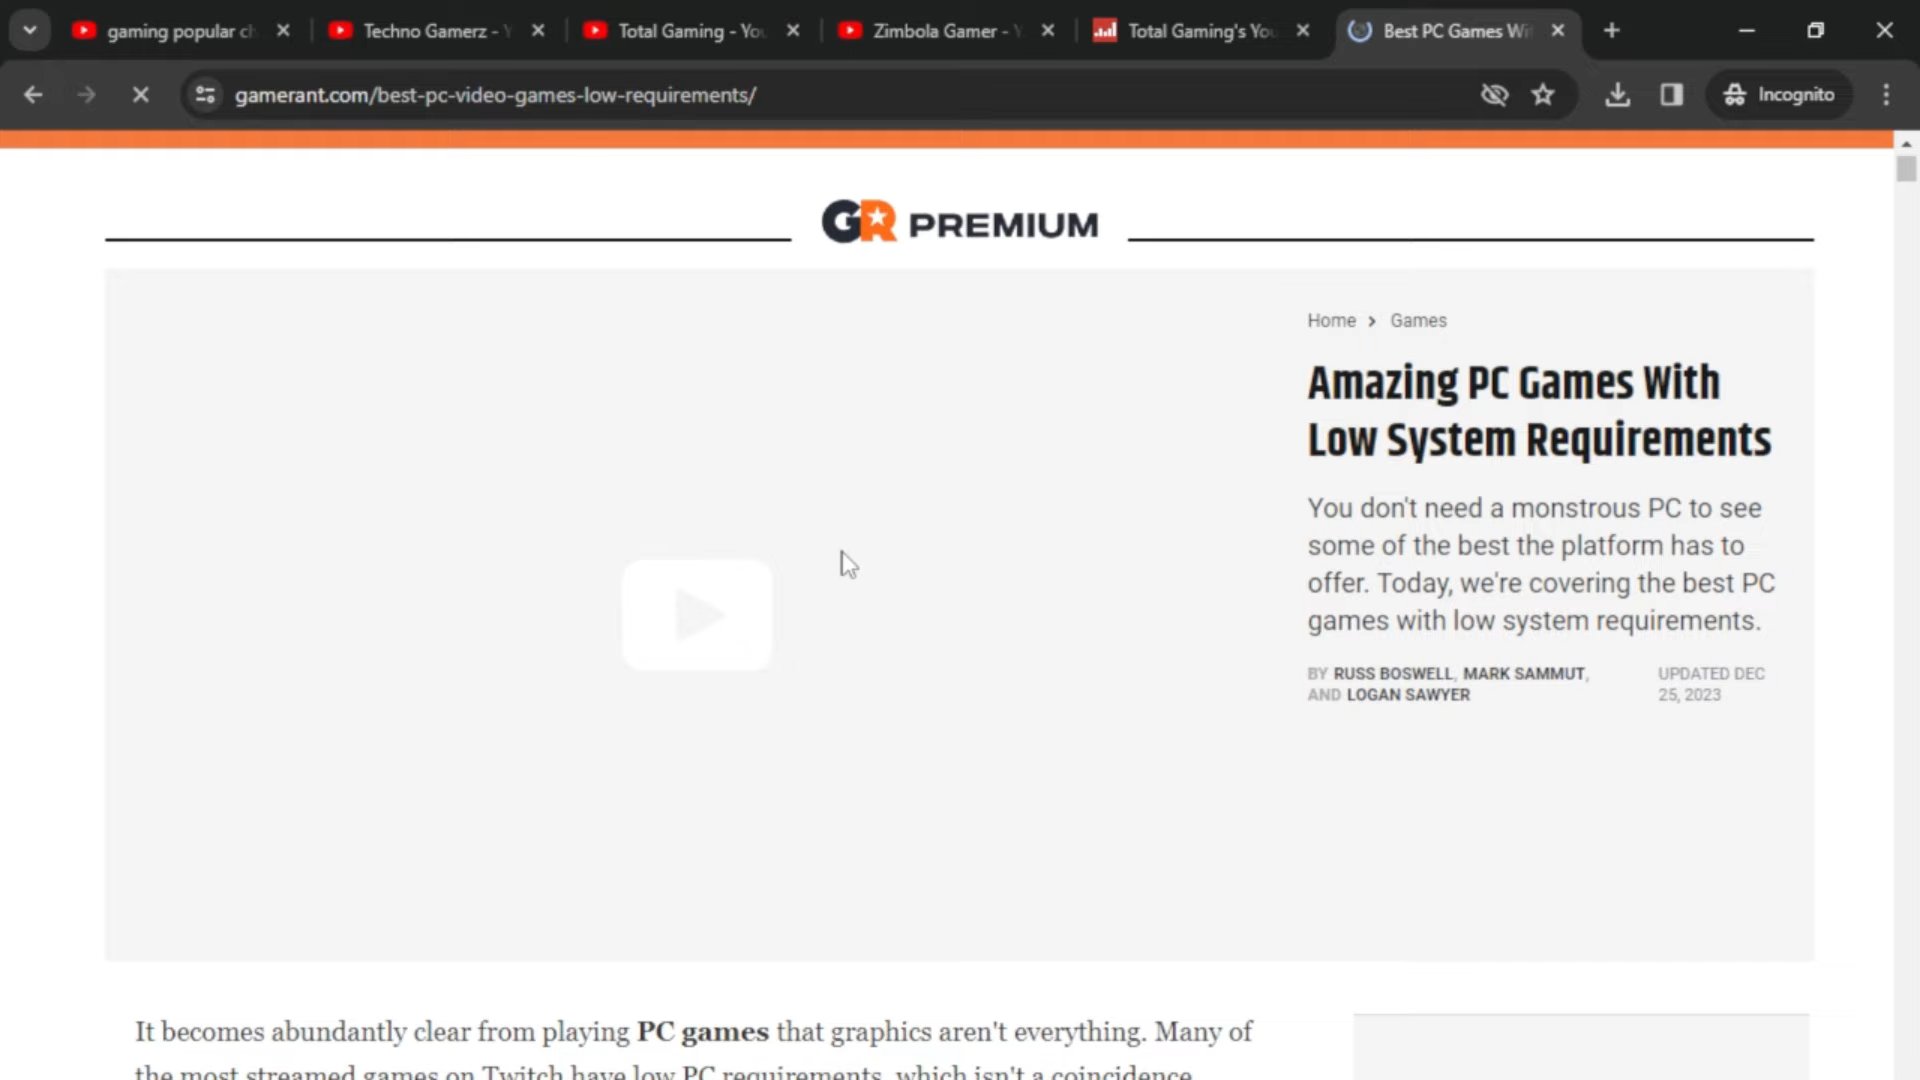 gaming popular ch
Techno Gamerz - Y
Total Gaming - You
Zimbola Gamer - Y
Total Gaming's You
Best PC Games Wit
gamerant.com/best-pc-video-games-low-requirements/
Incognito
GR PREMIUM
Home > Games
Amazing PC Games With
Low System Requirements
You don't need a monstrous PC to see
some of the best the platform has to
offer. Today, we're covering the best PC
games with low system requirements.
BY RUSS BOSWELL, MARK SAMMUT,
AND LOGAN SAWYER
UPDATED DEC
25, 2023
It becomes abundantly clear from playing PC games that graphics aren't everything. Many of
the most streamed games on Twitch have low PC requirements, which isn't a coincidence.